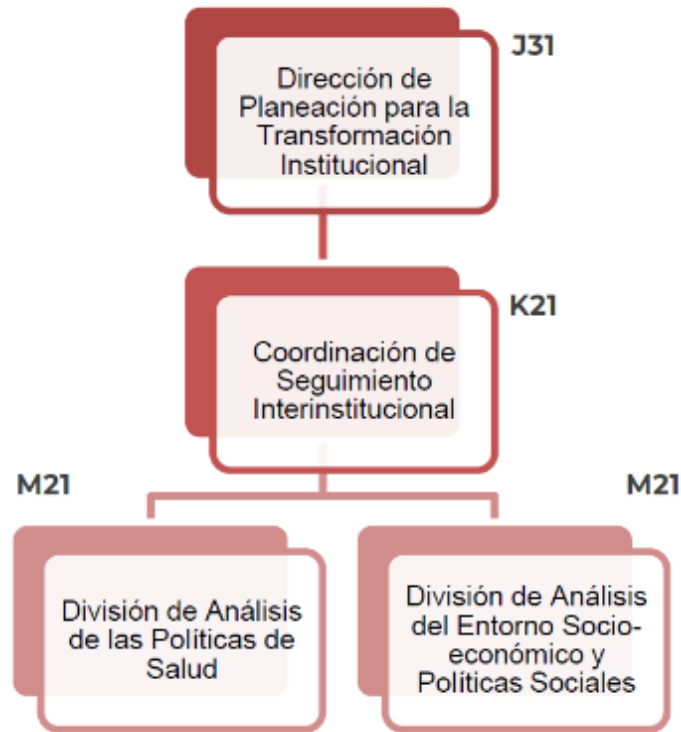 J31
Dirección de
Planeación para la
Transformación
Institucional
K21
Coordinación de
Seguimiento
Interinstitucional
M21
M21
División de Análisis
de las Políticas de
Salud
División de Análisis
del Entorno Socio-
económico y
Políticas Sociales